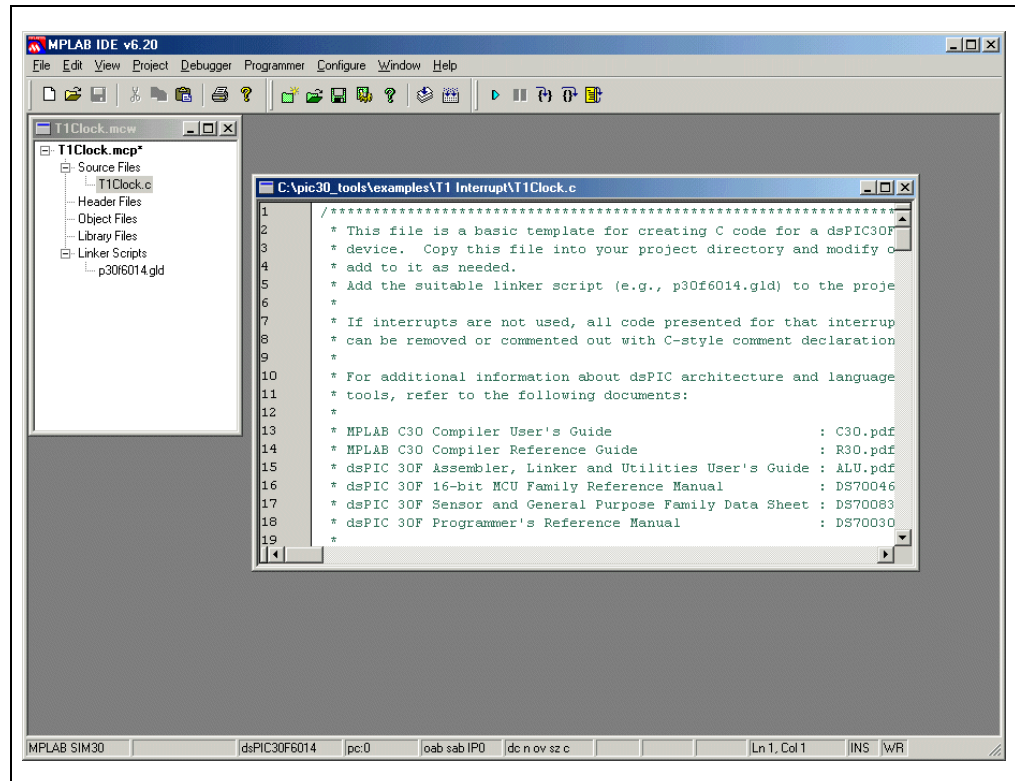 MPLAB IDE v6.20
File Edit View Project Debugger Programmer Configure Window Help
T1Clock.mcw
T1Clock.mcp*
Source Files
T1Clock.c
Header Files
Object Files
Library Files
Linker Scripts
p30f6014.gld
C:\pic30_tools\examples\T1 Interrupt\T1Clock.c
1 /********************************************************************
2 * This file is a basic template for creating C code for a dsPIC30F
3 * device. Copy this file into your project directory and modify o
4 * add to it as needed.
5 * Add the suitable linker script (e.g., p30f6014.gld) to the proje
6 *
7 * If interrupts are not used, all code presented for that interrup
8 * can be removed or commented out with C-style comment declaration
9 *
10 * For additional information about dsPIC architecture and language
11 * tools, refer to the following documents:
12 *
13 * MPLAB C30 Compiler User's Guide : C30.pdf
14 * MPLAB C30 Compiler Reference Guide : R30.pdf
15 * dsPIC 30F Assembler, Linker and Utilities User's Guide : ALU.pdf
16 * dsPIC 30F 16-bit MCU Family Reference Manual : DS70046
17 * dsPIC 30F Sensor and General Purpose Family Data Sheet : DS70083
18 * dsPIC 30F Programmer's Reference Manual : DS70030
19 *
MPLAB SIM30 dsPIC30F6014 pc:0 oab sab IP0 dc n ov sz c Ln 1, Col 1 INS WR